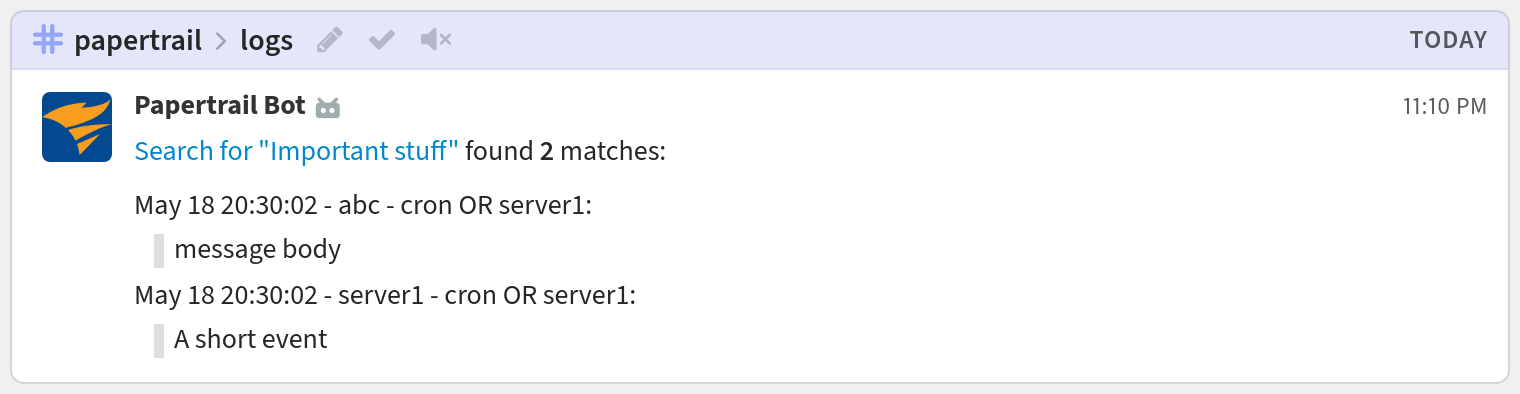 # papertrail > logs TODAY
Papertrail Bot 11:10 PM
Search for "Important stuff" found 2 matches:
May 18 20:30:02 - abc - cron OR server1:
message body
May 18 20:30:02 - server1 - cron OR server1:
A short event